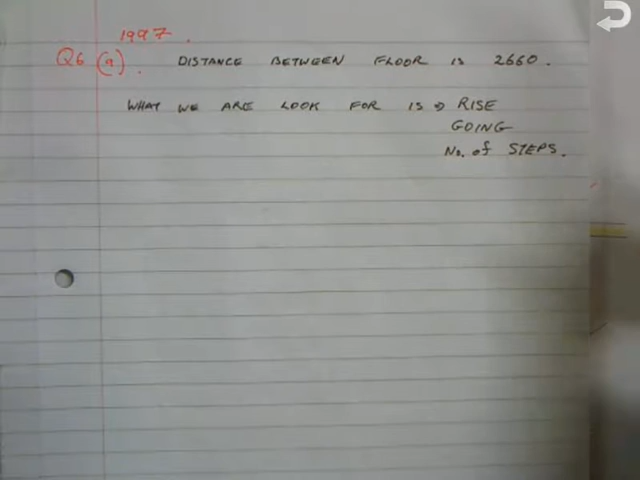 1997.
Q6 (a). DISTANCE BETWEEN FLOOR IS 2660.
WHAT WE ARE LOOK FOR IS ⇒ RISE
GOING
No. of STEPS.